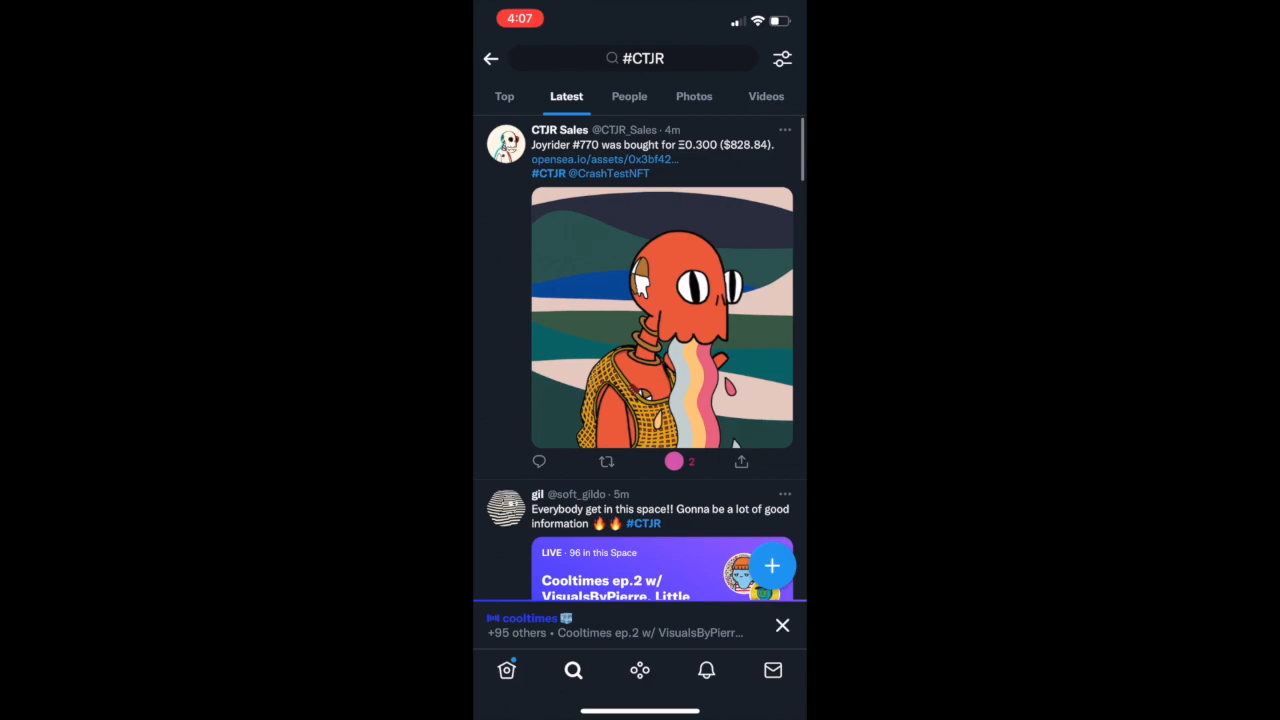 4:07
#CTJR
Top Latest People Photos Videos
CTJR Sales @CTJR_Sales · 4m
Joyrider #770 was bought for Ξ0.300 ($828.84).
opensea.io/assets/0x3bf42...
#CTJR @CrashTestNFT
2
gil @soft_gildo · 5m
Everybody get in this space!! Gonna be a lot of good
information 🔥🔥 #CTJR
LIVE · 96 in this Space
Cooltimes ep.2 w/
VisualsByPierre, Little
cooltimes
+95 others • Cooltimes ep.2 w/ VisualsByPierr...